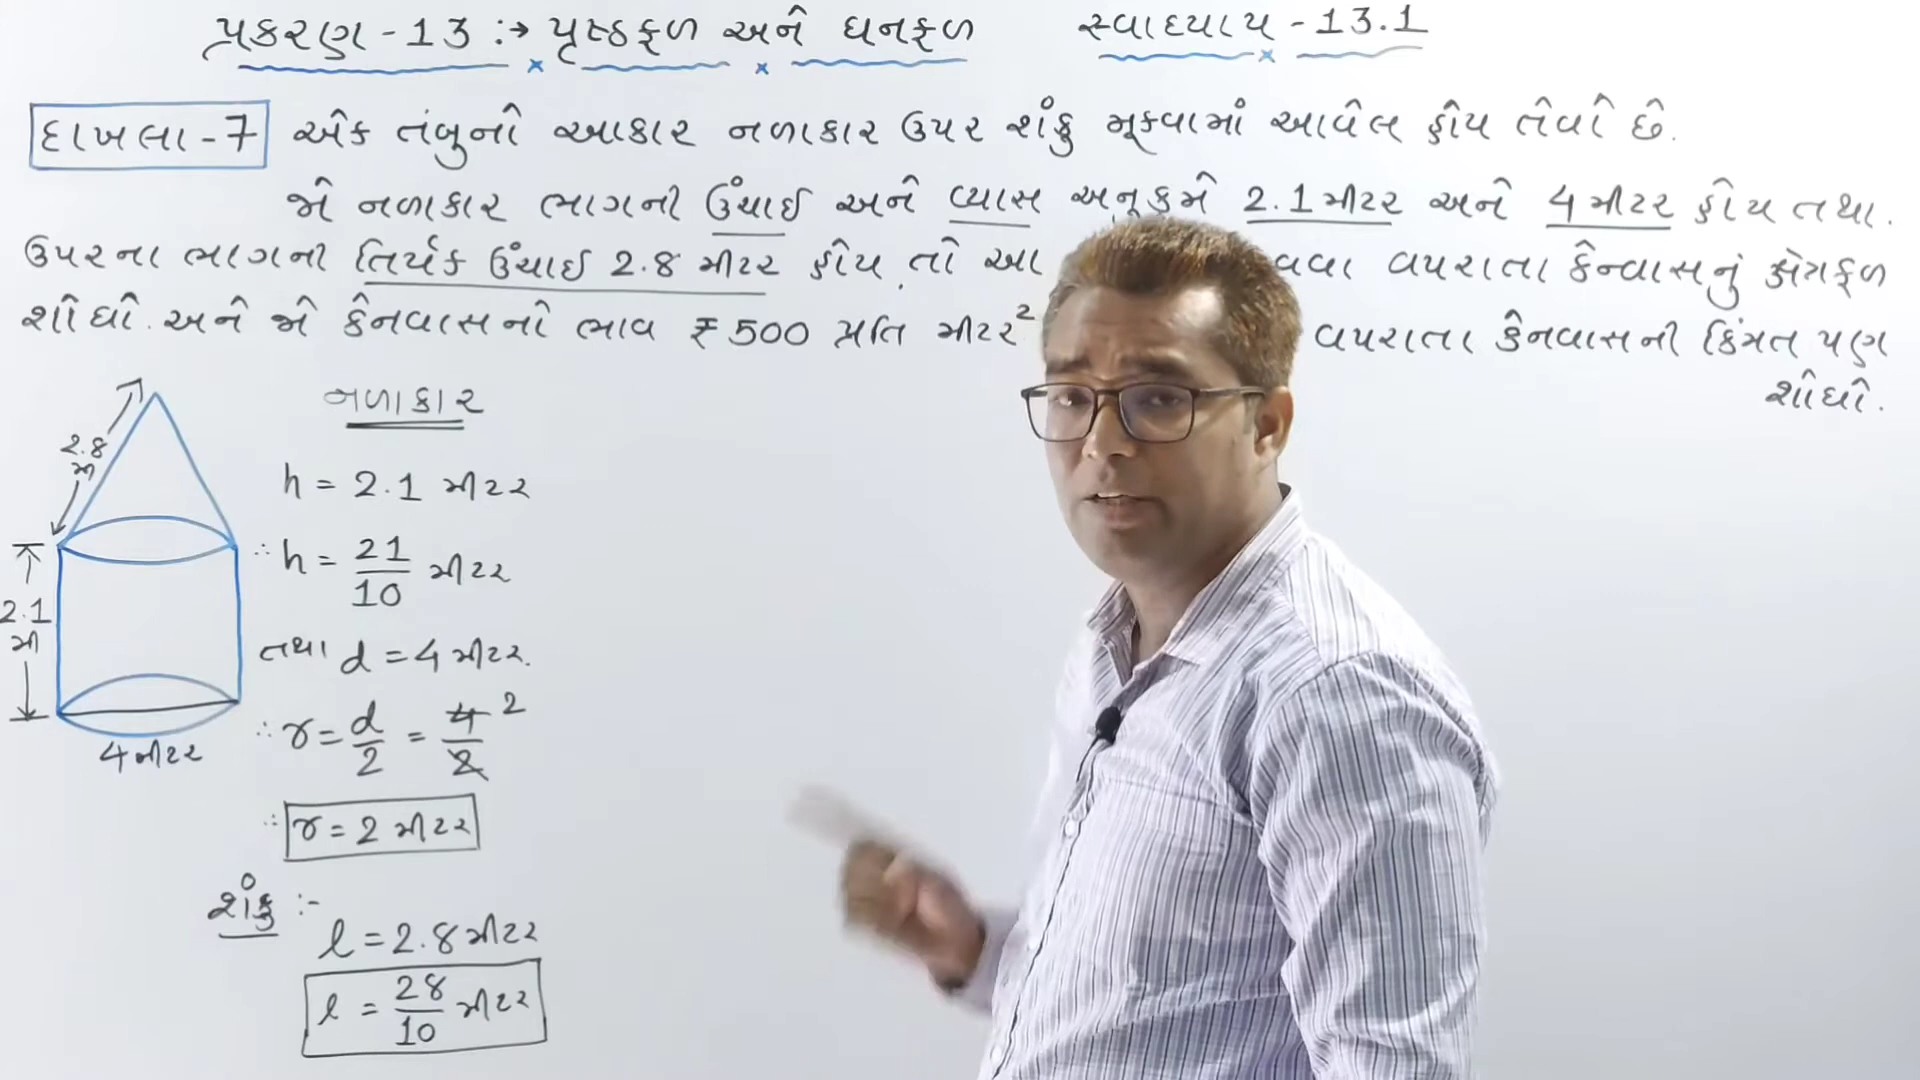 પ્રકરણ - 13 :→ પૃષ્ઠફળ અને ઘનફળ સ્વાધ્યાય - 13.1
દાખલા - 7 એક તંબુનો આકાર નળાકાર ઉપર શંકુ મૂકવામાં આવેલ હોય તેવો છે.
જો નળાકાર ભાગની ઉંચાઈ અને વ્યાસ અનુક્રમે 2.1 મીટર અને 4 મીટર હોય તથા.
ઉપરના ભાગની તિર્યક ઉંચાઈ 2.8 મીટર હોય તો આ વવા વપરાતા કેન્વાસનું ક્ષેત્રફળ
શોધો. અને જો કેનવાસનો ભાવ ₹ 500 પ્રતિ મીટર² વપરાતા કેનવાસની કિંમત પણ
શોધો.
2.8
મી
2.1
મી
4 મીટર
નળાકાર
h = 2.1 મીટર
∴ h = 21/10 મીટર
તથા d = 4 મીટર.
∴ r = d/2 = 4/2 2
∴ r = 2 મીટર
શંકુ :-
l = 2.8 મીટર
l = 28/10 મીટર